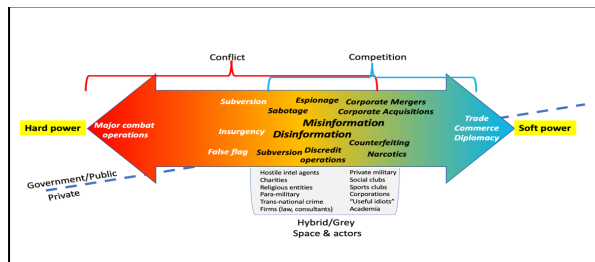 Conflict
Competition
Subversion
Espionage
Corporate Mergers
Sabotage
Corporate Acquisitions
Major combat
operations
Misinformation
Trade
Commerce
Diplomacy
Hard power
Insurgency
Disinformation
Soft power
Counterfeiting
False flag
Subversion
Discredit
operations
Narcotics
Government/Public
Private
Hostile intel agents
Charities
Religious entities
Para-military
Trans-national crime
Firms (law, consultants)
Private military
Social clubs
Sports clubs
Corporations
"Useful idiots"
Academia
Hybrid/Grey
Space & actors